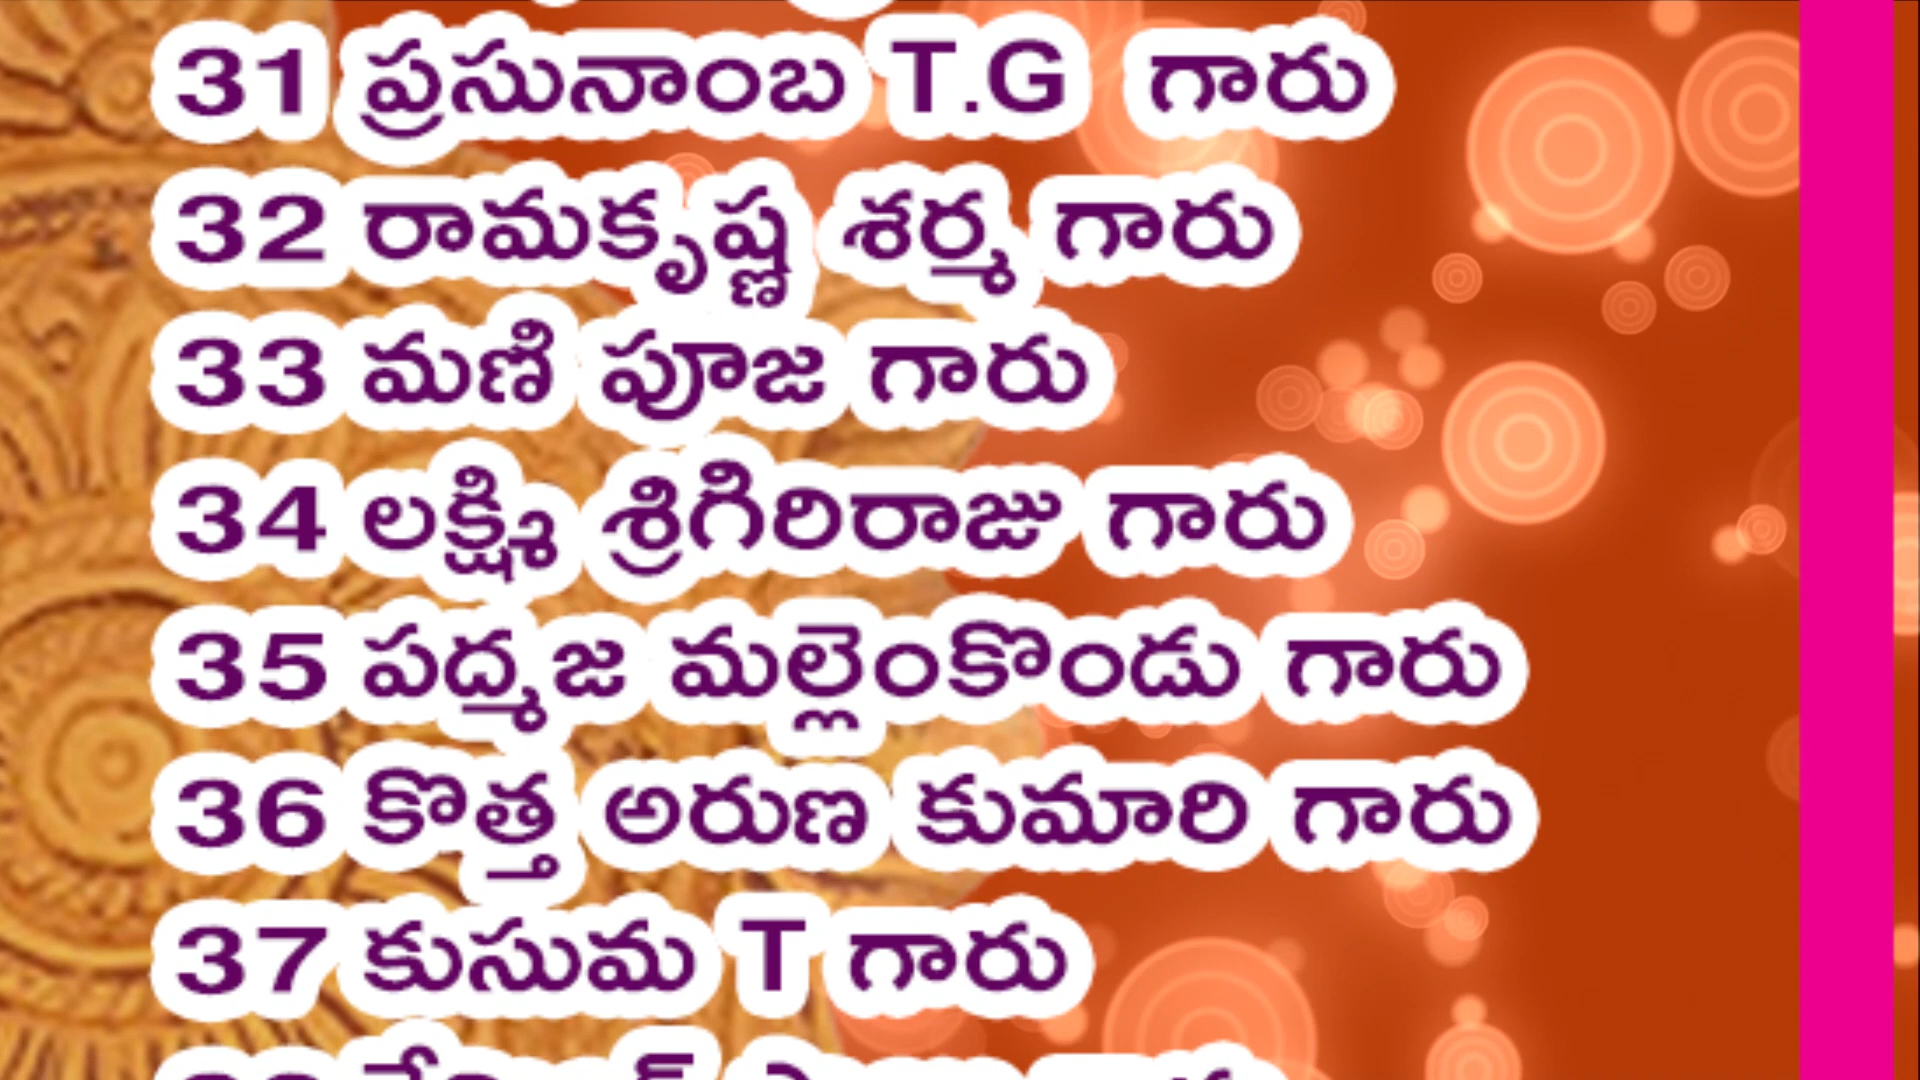 31 ప్రసునాంబ T.G గారు
32 రామకృష్ణ శర్మ గారు
33 మణి పూజ గారు
34 లక్ష్మి శ్రిగిరిరాజు గారు
35 పద్మజ మల్లెంకొండు గారు
36 కొత్త అరుణ కుమారి గారు
37 కుసుమ T గారు